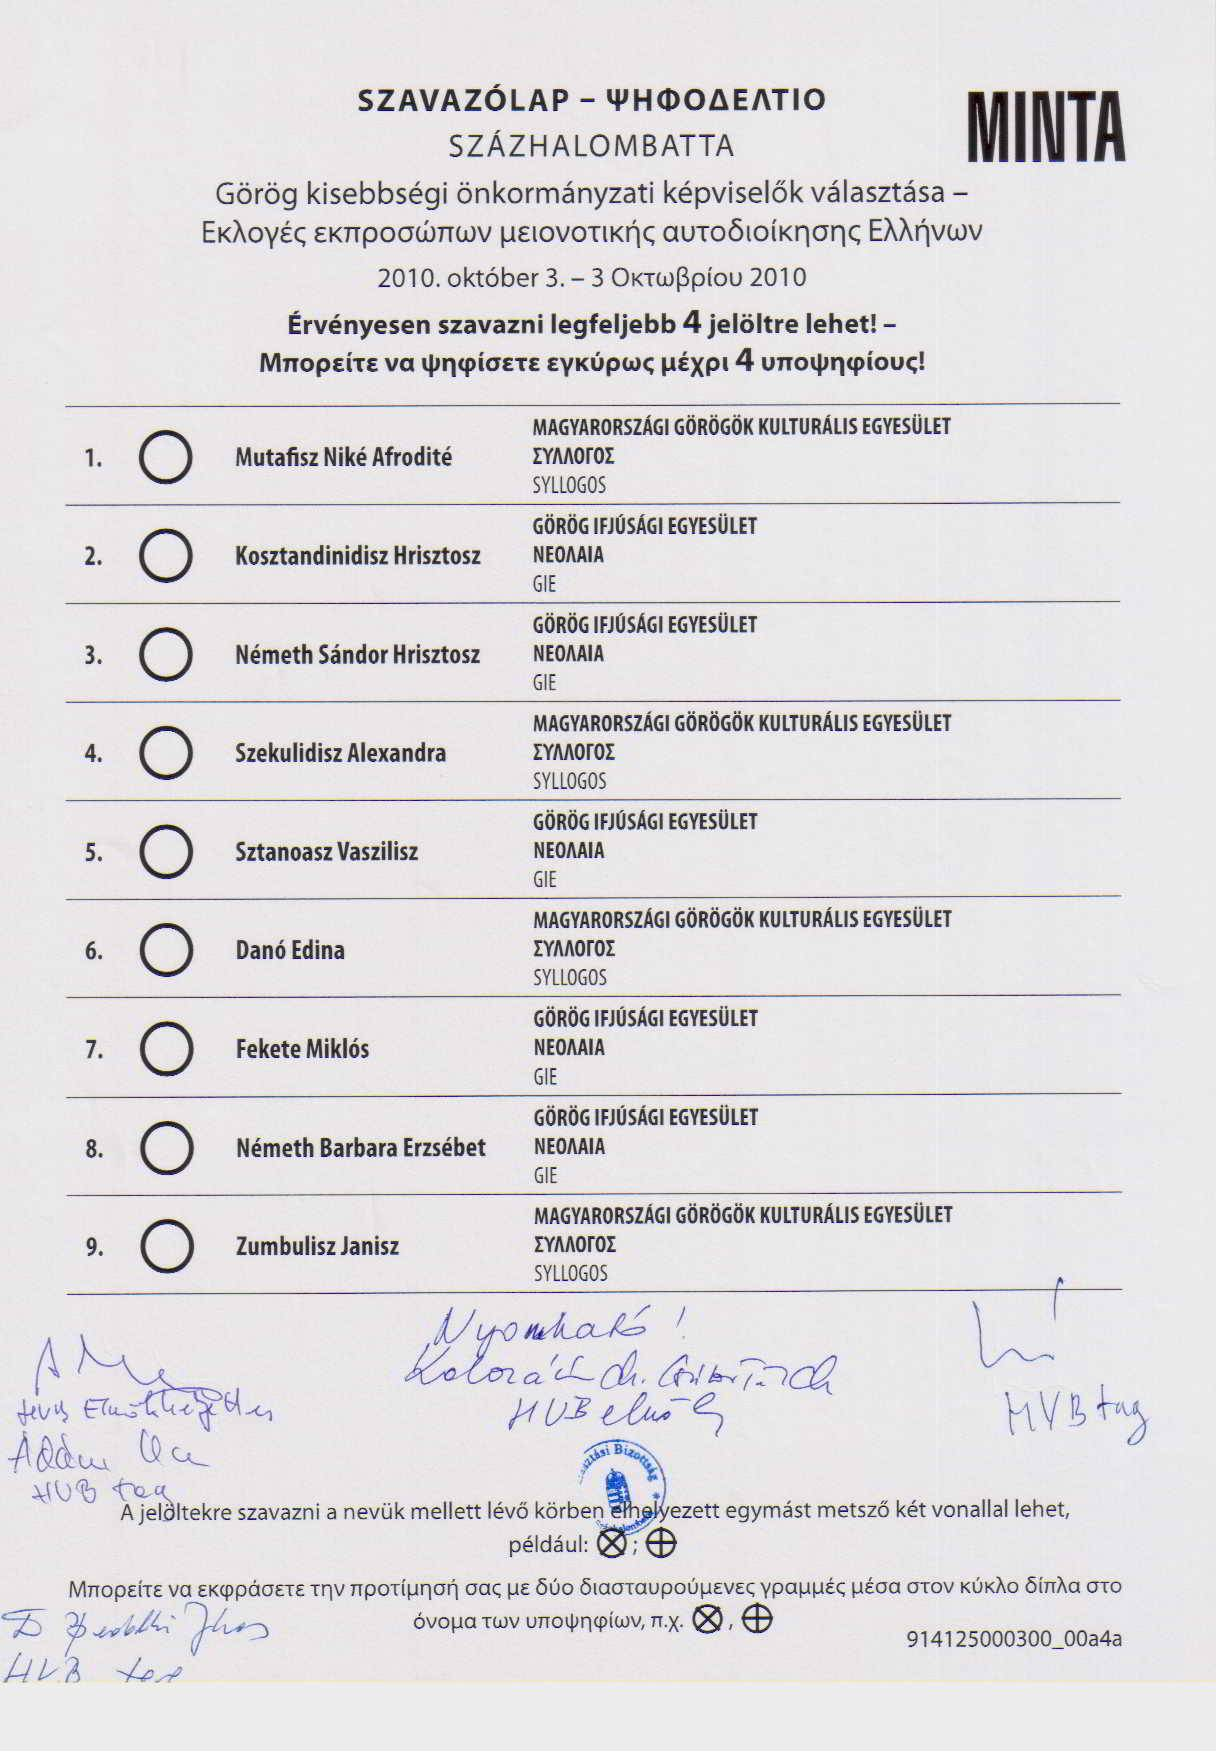 SZAVAZÓLAP – ΨΗΦΟΔΕΛΤΙΟ
MINTA
SZÁZHALOMBATTA
Görög kisebbségi önkormányzati képviselők választása –
Εκλογές εκπροσώπων μειονοτικής αυτοδιοίκησης Ελλήνων
2010. október 3. – 3 Οκτωβρίου 2010
Érvényesen szavazni legfeljebb 4 jelöltre lehet! –
Μπορείτε να ψηφίσετε εγκύρως μέχρι 4 υποψηφίους!
MAGYARORSZÁGI GÖRÖGÖK KULTURÁLIS EGYESÜLET
1. Mutafisz Niké Afrodité ΣΥΛΛΟΓΟΣ
SYLLOGOS
GÖRÖG IFJÚSÁGI EGYESÜLET
2. Kosztandinidisz Hrisztosz ΝΕΟΛΑΙΑ
GIE
GÖRÖG IFJÚSÁGI EGYESÜLET
3. Németh Sándor Hrisztosz ΝΕΟΛΑΙΑ
GIE
MAGYARORSZÁGI GÖRÖGÖK KULTURÁLIS EGYESÜLET
4. Szekulidisz Alexandra ΣΥΛΛΟΓΟΣ
SYLLOGOS
GÖRÖG IFJÚSÁGI EGYESÜLET
5. Sztanoasz Vaszilisz ΝΕΟΛΑΙΑ
GIE
MAGYARORSZÁGI GÖRÖGÖK KULTURÁLIS EGYESÜLET
6. Danó Edina ΣΥΛΛΟΓΟΣ
SYLLOGOS
GÖRÖG IFJÚSÁGI EGYESÜLET
7. Fekete Miklós ΝΕΟΛΑΙΑ
GIE
GÖRÖG IFJÚSÁGI EGYESÜLET
8. Németh Barbara Erzsébet ΝΕΟΛΑΙΑ
GIE
MAGYARORSZÁGI GÖRÖGÖK KULTURÁLIS EGYESÜLET
9. Zumbulisz Janisz ΣΥΛΛΟΓΟΣ
SYLLOGOS
Nyomható!
HVB elnök
HVB tag
Ádám
HVB tag
Bizottság
A jelöltekre szavazni a nevük mellett lévő körben elhelyezett egymást metsző két vonallal lehet,
például: ;
Μπορείτε να εκφράσετε την προτίμησή σας με δύο διασταυρούμενες γραμμές μέσα στον κύκλο δίπλα στο
όνομα των υποψηφίων, π.χ. ,
914125000300_00a4a
HVB tag